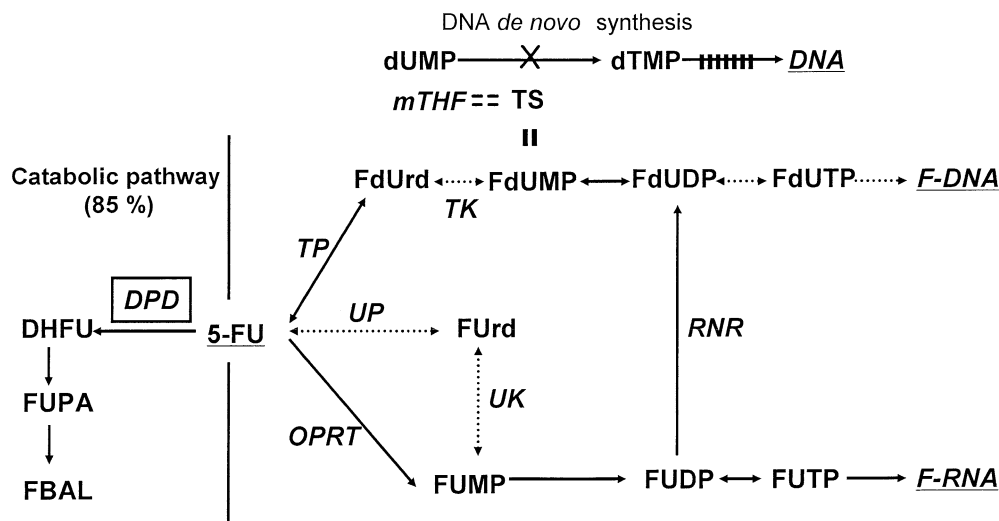 DNA de novo synthesis
dUMP dTMP DNA
mTHF == TS
FdUrd FdUMP FdUDP FdUTP F-DNA
TK
Catabolic pathway
(85 %)
TP
DPD
UP
DHFU 5-FU FUrd RNR
FUPA UK
OPRT
FBAL FUMP FUDP FUTP F-RNA